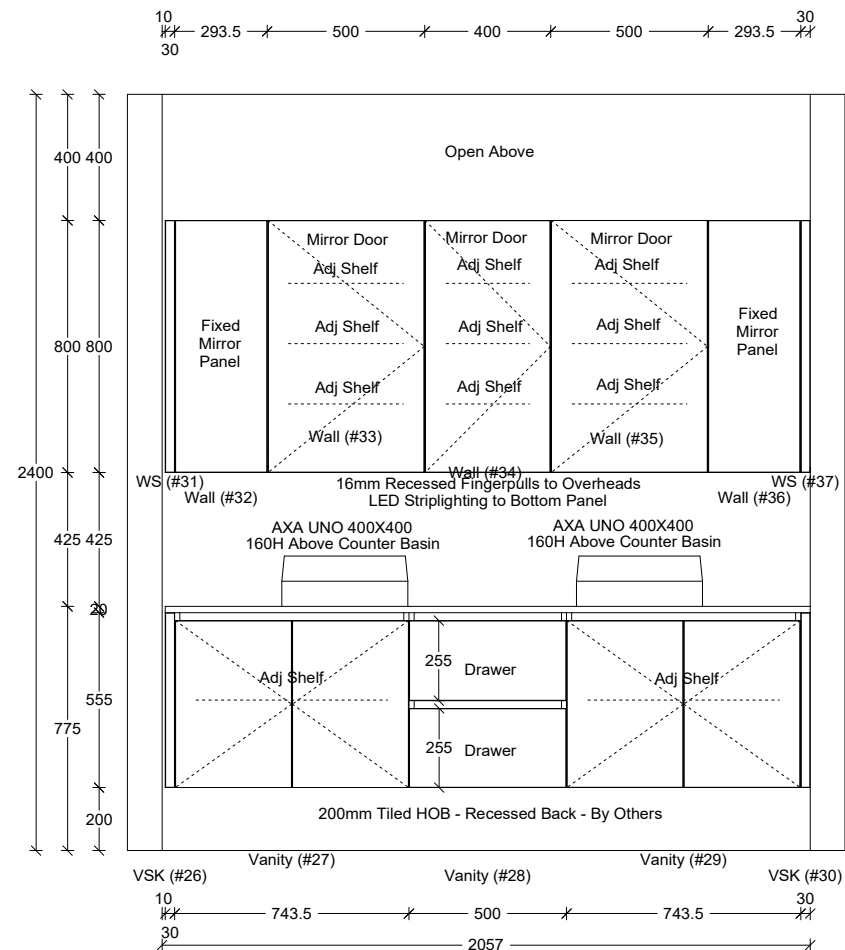 10
30
293.5
500
400
500
293.5
30
400
400
Open Above
Mirror Door
Mirror Door
Mirror Door
Adj Shelf
Adj Shelf
Adj Shelf
Fixed
Mirror
Panel
Fixed
Mirror
Panel
800
800
Adj Shelf
Adj Shelf
Adj Shelf
Adj Shelf
Adj Shelf
Adj Shelf
Wall (#33)
Wall (#34)
Wall (#35)
2400
WS (#31)
Wall (#32)
16mm Recessed Fingerpulls to Overheads
LED Striplighting to Bottom Panel
WS (#37)
Wall (#36)
425
425
AXA UNO 400X400
160H Above Counter Basin
AXA UNO 400X400
160H Above Counter Basin
20
255
Drawer
Adj Shelf
Adj Shelf
555
775
255
Drawer
200
200mm Tiled HOB - Recessed Back - By Others
Vanity (#27)
Vanity (#29)
VSK (#26)
Vanity (#28)
VSK (#30)
10
30
743.5
500
743.5
30
2057